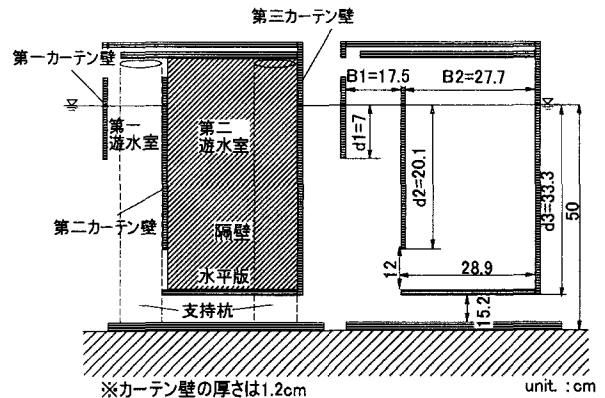 第三カーテン壁
第一カーテン壁
第一
遊水室
第二
遊水室
第二カーテン壁
隔壁
水平版
支持杭
B1=17.5
B2=27.7
d1=7
d2=20.1
d3=33.3
50
12
28.9
15.2
※カーテン壁の厚さは1.2cm
unit. :cm